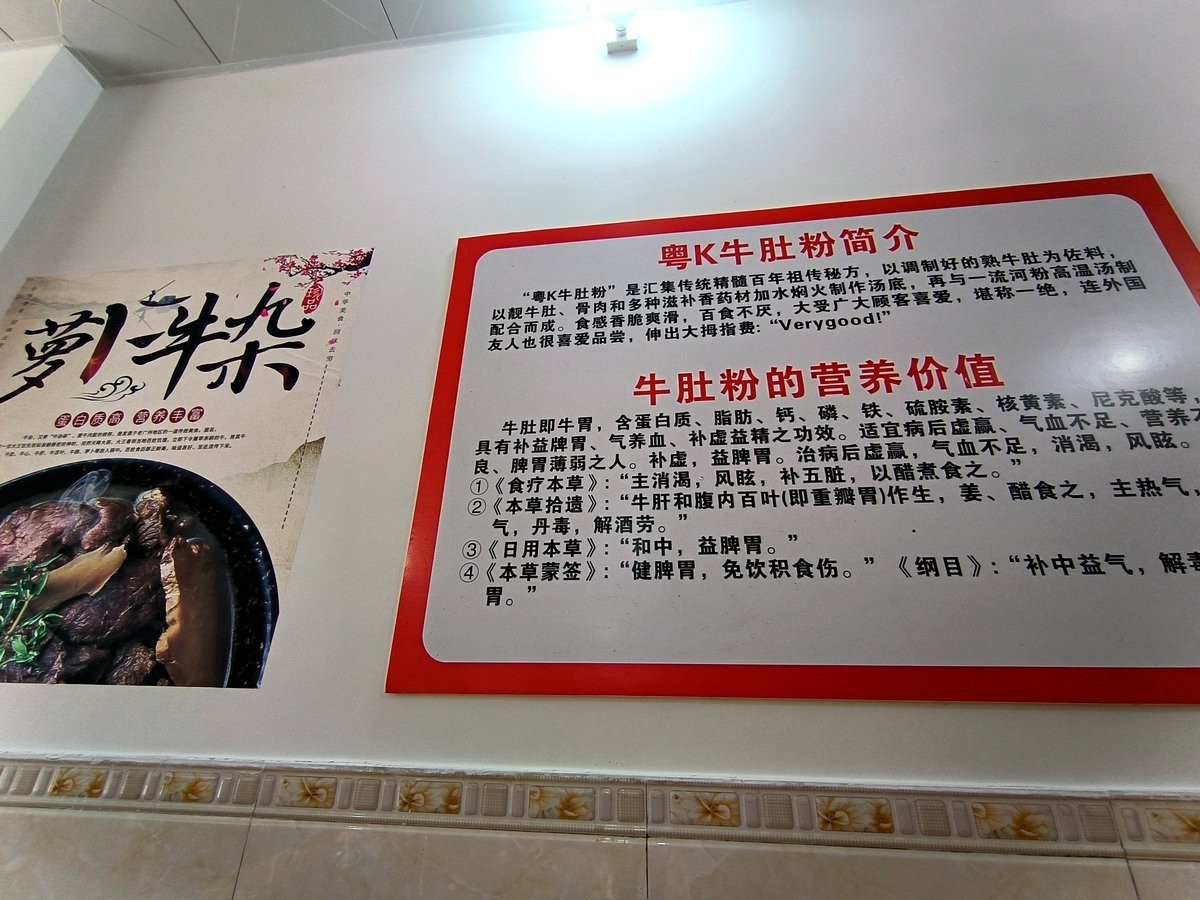 萝卜牛杂
珍品
中华美食
蛋白质高 营养丰富
粤K牛肚粉简介
“粤K牛肚粉”是汇集传统精髓百年祖传秘方，以调制好的熟牛肚为佐料，
以靓牛肚、骨肉和多种滋补香药材加水焖火制作汤底，再与一流河粉高温汤制
配合而成。食感香脆爽滑，百食不厌，大受广大顾客喜爱，堪称一绝，连外国
友人也很喜爱品尝，伸出大拇指费：“Verygood!”
牛肚粉的营养价值
牛肚即牛胃，含蛋白质、脂肪、钙、磷、铁、硫胺素、核黄素、尼克酸等，
具有补益牌胃、气养血、补虚益精之功效。适宜病后虚赢、气血不足、营养
良、脾胃薄弱之人。补虚，益脾胃。治病后虚赢，气血不足，消渴，风眩。
①《食疗本草》：“主消渴，风眩，补五脏，以醋煮食之。”
②《本草拾遗》：“牛肝和腹内百叶(即重瓣胃)作生，姜、醋食之，主热气，
气，丹毒，解酒劳。”
③《日用本草》：“和中，益脾胃。”
④《本草蒙签》：“健脾胃，免饮积食伤。”《纲目》：“补中益气，解毒
胃。”